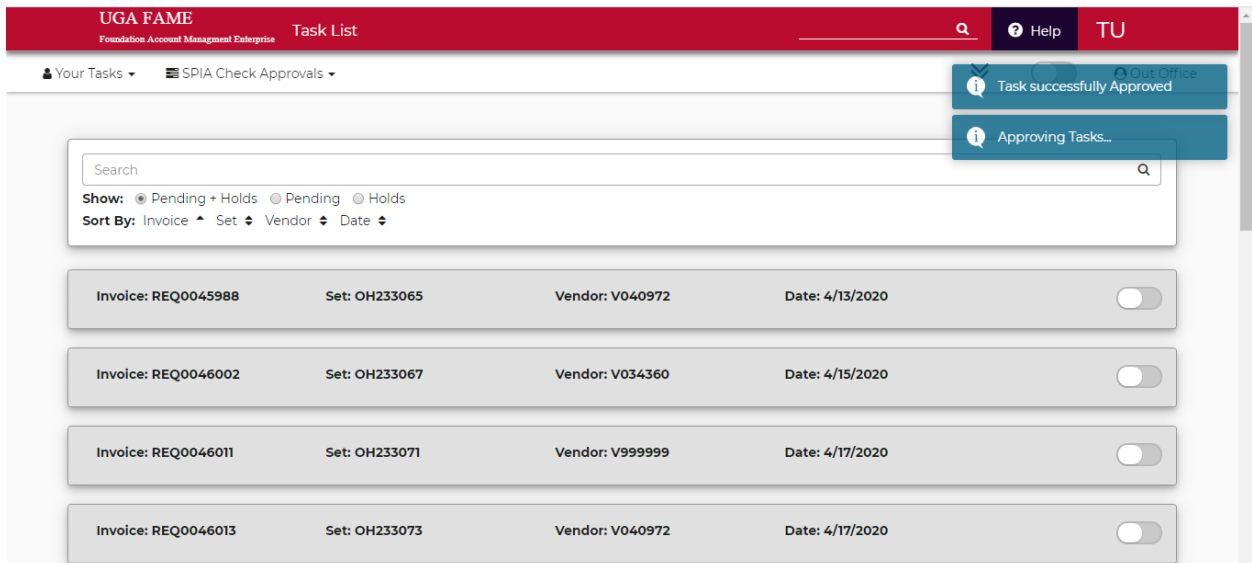 UGA FAME
Foundation Account Managment Enterprise
Task List
Help
TU
Your Tasks
SPIA Check Approvals
Out Office
Task successfully Approved
Approving Tasks...
Search
Show: Pending + Holds Pending Holds
Sort By: Invoice Set Vendor Date
Invoice: REQ0045988 Set: OH233065 Vendor: V040972 Date: 4/13/2020
Invoice: REQ0046002 Set: OH233067 Vendor: V034360 Date: 4/15/2020
Invoice: REQ0046011 Set: OH233071 Vendor: V999999 Date: 4/17/2020
Invoice: REQ0046013 Set: OH233073 Vendor: V040972 Date: 4/17/2020